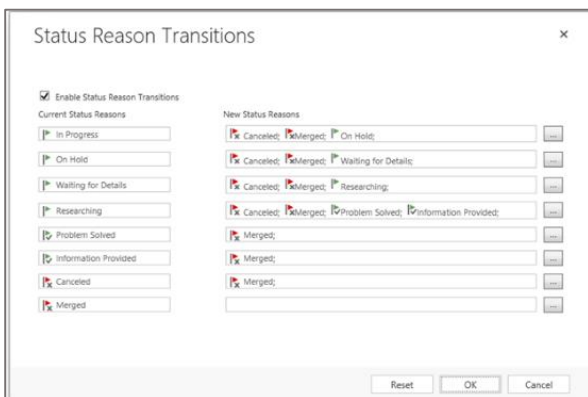 Status Reason Transitions
Enable Status Reason Transitions
Current Status Reasons New Status Reasons
In Progress Canceled; Merged; On Hold; ...
On Hold Canceled; Merged; Waiting for Details; ...
Waiting for Details Canceled; Merged; Researching; ...
Researching Canceled; Merged; Problem Solved; Information Provided; ...
Problem Solved Merged; ...
Information Provided Merged; ...
Canceled Merged; ...
Merged ...
Reset OK Cancel